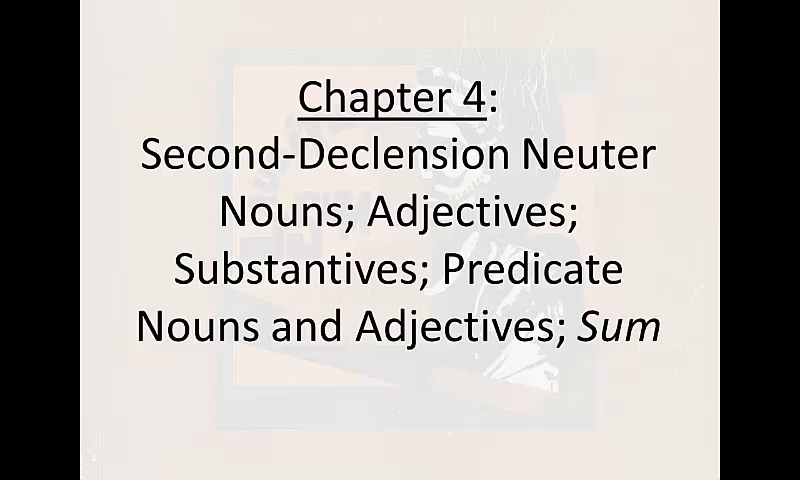 Chapter 4:
Second-Declension Neuter
Nouns; Adjectives;
Substantives; Predicate
Nouns and Adjectives; Sum